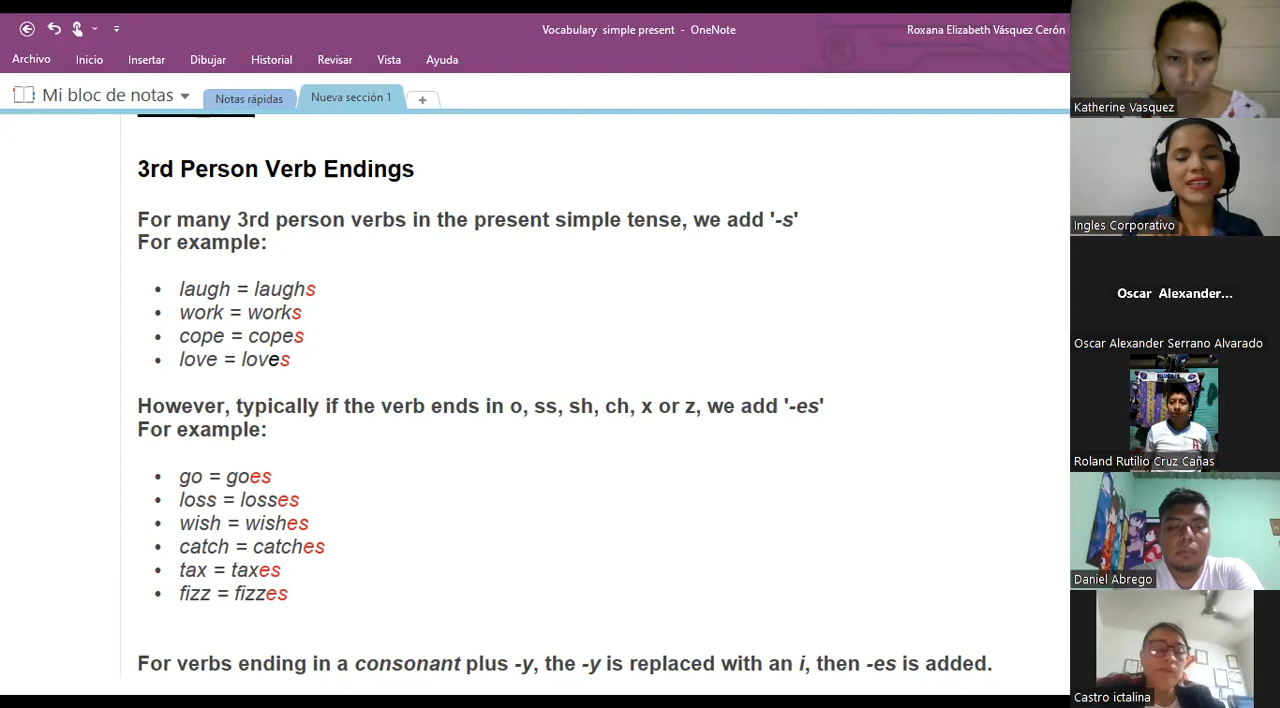 Vocabulary simple present - OneNote
Roxana Elizabeth Vásquez Cerón
Archivo
Inicio
Insertar
Dibujar
Historial
Revisar
Vista
Ayuda
Mi bloc de notas
Notas rápidas
Nueva sección 1
3rd Person Verb Endings
For many 3rd person verbs in the present simple tense, we add '-s'
For example:
• laugh = laughs
• work = works
• cope = copes
• love = loves
However, typically if the verb ends in o, ss, sh, ch, x or z, we add '-es'
For example:
• go = goes
• loss = losses
• wish = wishes
• catch = catches
• tax = taxes
• fizz = fizzes
For verbs ending in a consonant plus -y, the -y is replaced with an i, then -es is added.
Katherine Vasquez
Ingles Corporativo
Oscar Alexander...
Oscar Alexander Serrano Alvarado
Roland Rutilio Cruz Cañas
Daniel Abrego
Castro ictalina